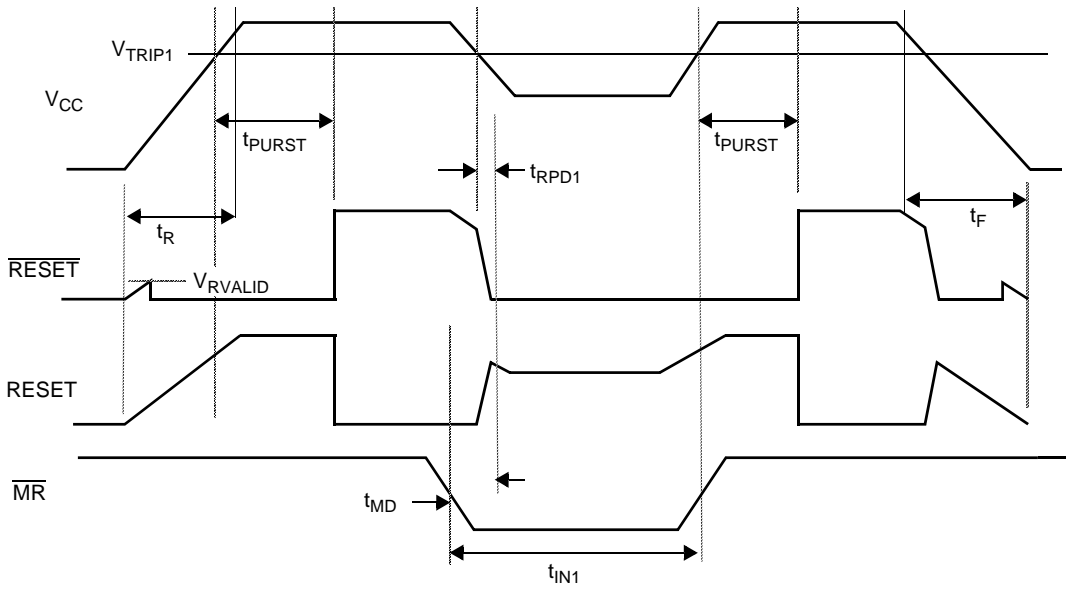 VTRIP1
VCC
tPURST
tPURST
tRPD1
tR
tF
RESET
VRVALID
RESET
MR
tMD
tIN1